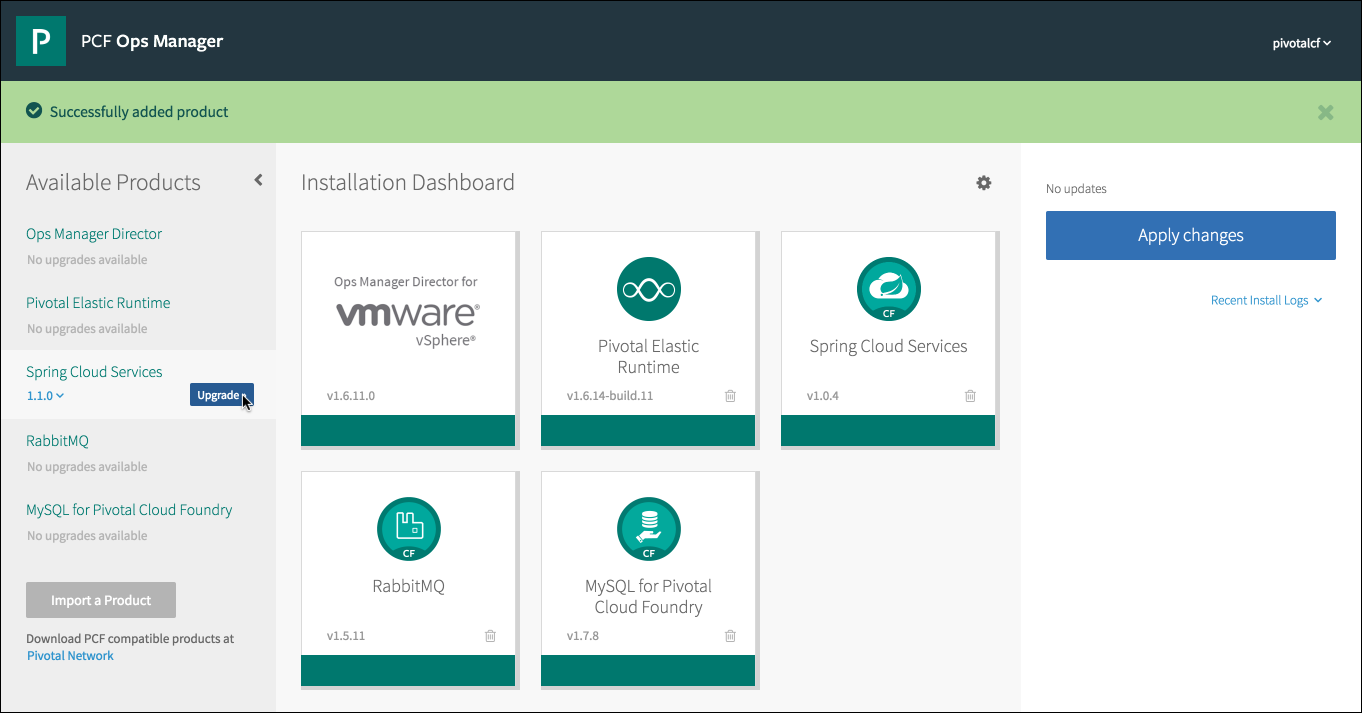 P
PCF Ops Manager
pivotalcf
Successfully added product
Available Products
Ops Manager Director
No upgrades available
Pivotal Elastic Runtime
No upgrades available
Spring Cloud Services
1.1.0
Upgrade
RabbitMQ
No upgrades available
MySQL for Pivotal Cloud Foundry
No upgrades available
Import a Product
Download PCF compatible products at
Pivotal Network
Installation Dashboard
Ops Manager Director for
vmware®
vSphere®
v1.6.11.0
Pivotal Elastic
Runtime
v1.6.14-build.11
CF
Spring Cloud Services
v1.0.4
CF
RabbitMQ
v1.5.11
CF
MySQL for Pivotal
Cloud Foundry
v1.7.8
No updates
Apply changes
Recent Install Logs